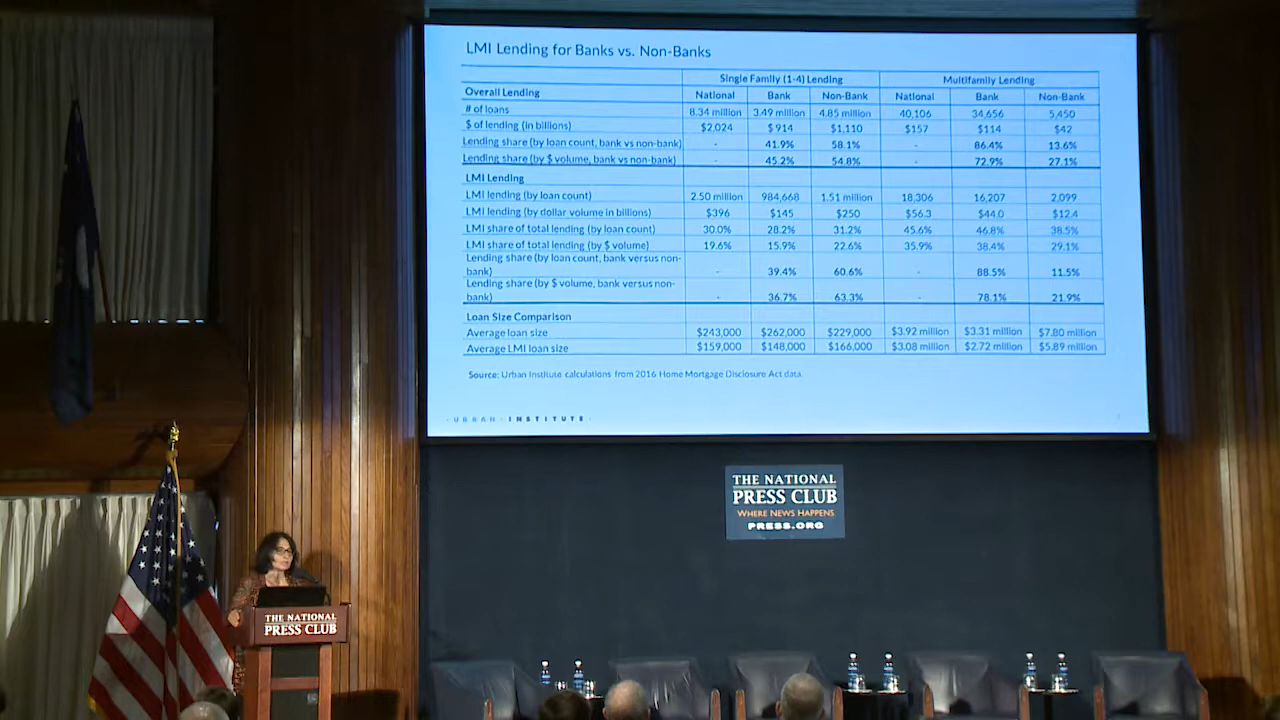 LMI Lending for Banks vs. Non-Banks
Single Family (1-4) Lending Multifamily Lending
Overall Lending National Bank Non-Bank National Bank Non-Bank
# of loans 8.34 million 3.49 million 4.85 million 40,106 34,656 5,450
$ of lending (in billions) $2,024 $914 $1,110 $157 $114 $42
Lending share (by loan count, bank vs non-bank) - 41.9% 58.1% - 86.4% 13.6%
Lending share (by $ volume, bank vs non-bank) - 45.2% 54.8% - 72.9% 27.1%
LMI Lending
LMI lending (by loan count) 2.50 million 984,668 1.51 million 18,306 16,207 2,099
LMI lending (by dollar volume in billions) $396 $145 $250 $56.3 $44.0 $12.4
LMI share of total lending (by loan count) 30.0% 28.2% 31.2% 45.6% 46.8% 38.5%
LMI share of total lending (by $ volume) 19.6% 15.9% 22.6% 35.9% 38.4% 29.1%
Lending share (by loan count, bank versus non-
bank) - 39.4% 60.6% - 88.5% 11.5%
Lending share (by $ volume, bank versus non-
bank) - 36.7% 63.3% - 78.1% 21.9%
Loan Size Comparison
Average loan size $243,000 $262,000 $229,000 $3.92 million $3.31 million $7.80 million
Average LMI loan size $159,000 $148,000 $166,000 $3.08 million $2.72 million $5.89 million
Source: Urban Institute calculations from 2016 Home Mortgage Disclosure Act data.
· URBAN · INSTITUTE ·
THE NATIONAL
PRESS CLUB
WHERE NEWS HAPPENS
PRESS.ORG
THE NATIONAL
PRESS CLUB